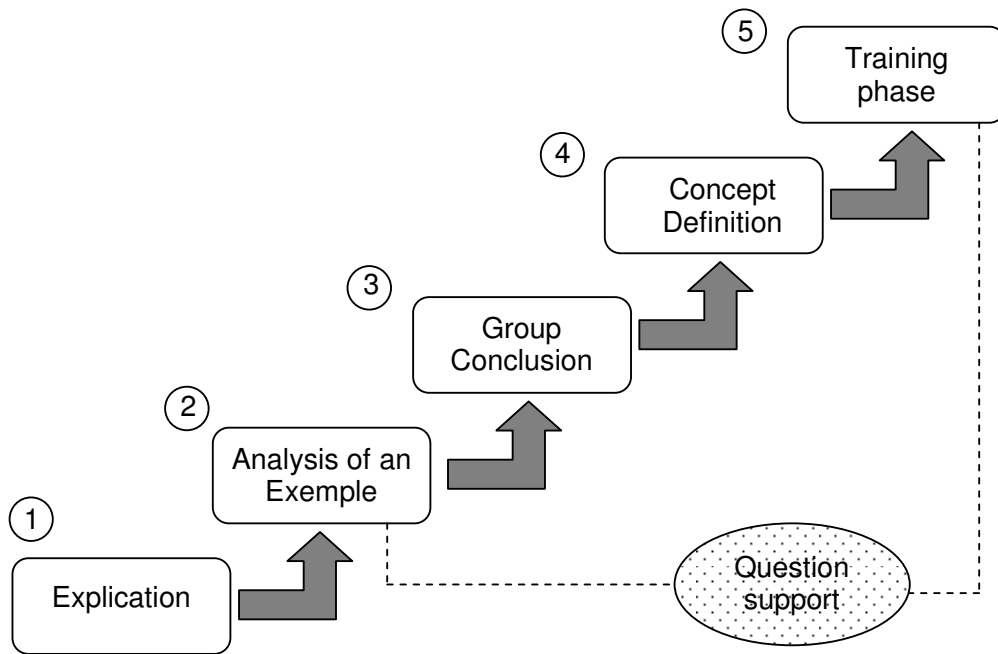 1
Explication
2
Analysis of an
Exemple
3
Group
Conclusion
4
Concept
Definition
5
Training
phase
Question
support